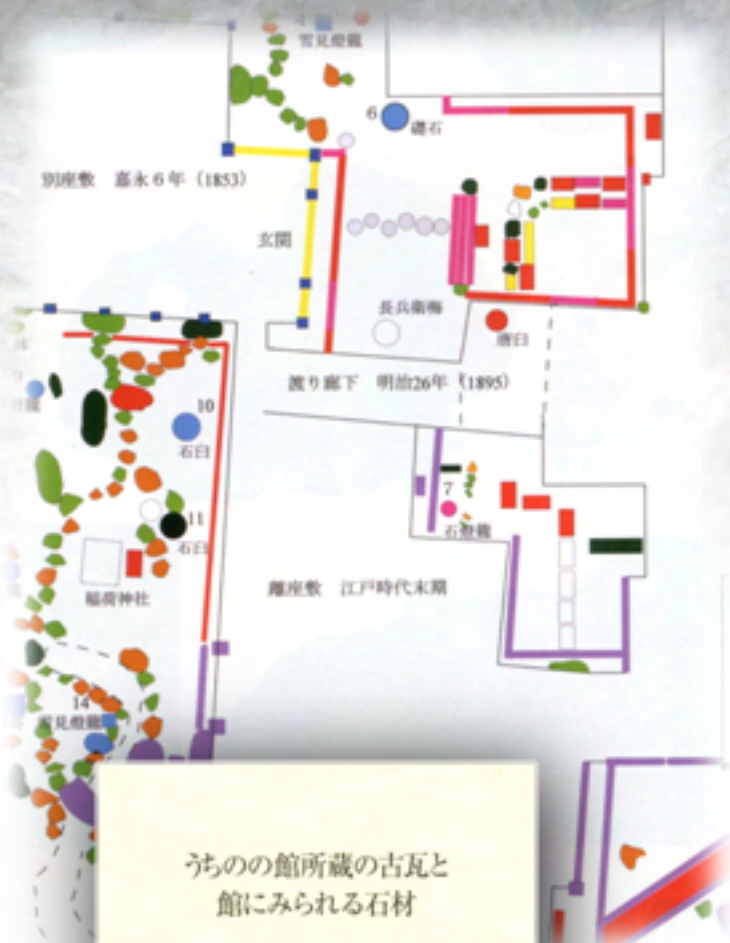 雪見燈籠
6
礎石
別座敷 嘉永6年(1853)
玄関
長兵衛梅
唐臼
渡り廊下 明治26年(1895)
10
石臼
7
石燈籠
11
石臼
稲荷神社
離座敷 江戸時代末期
14
雪見燈籠
うちのの館所蔵の古瓦と
館にみられる石材